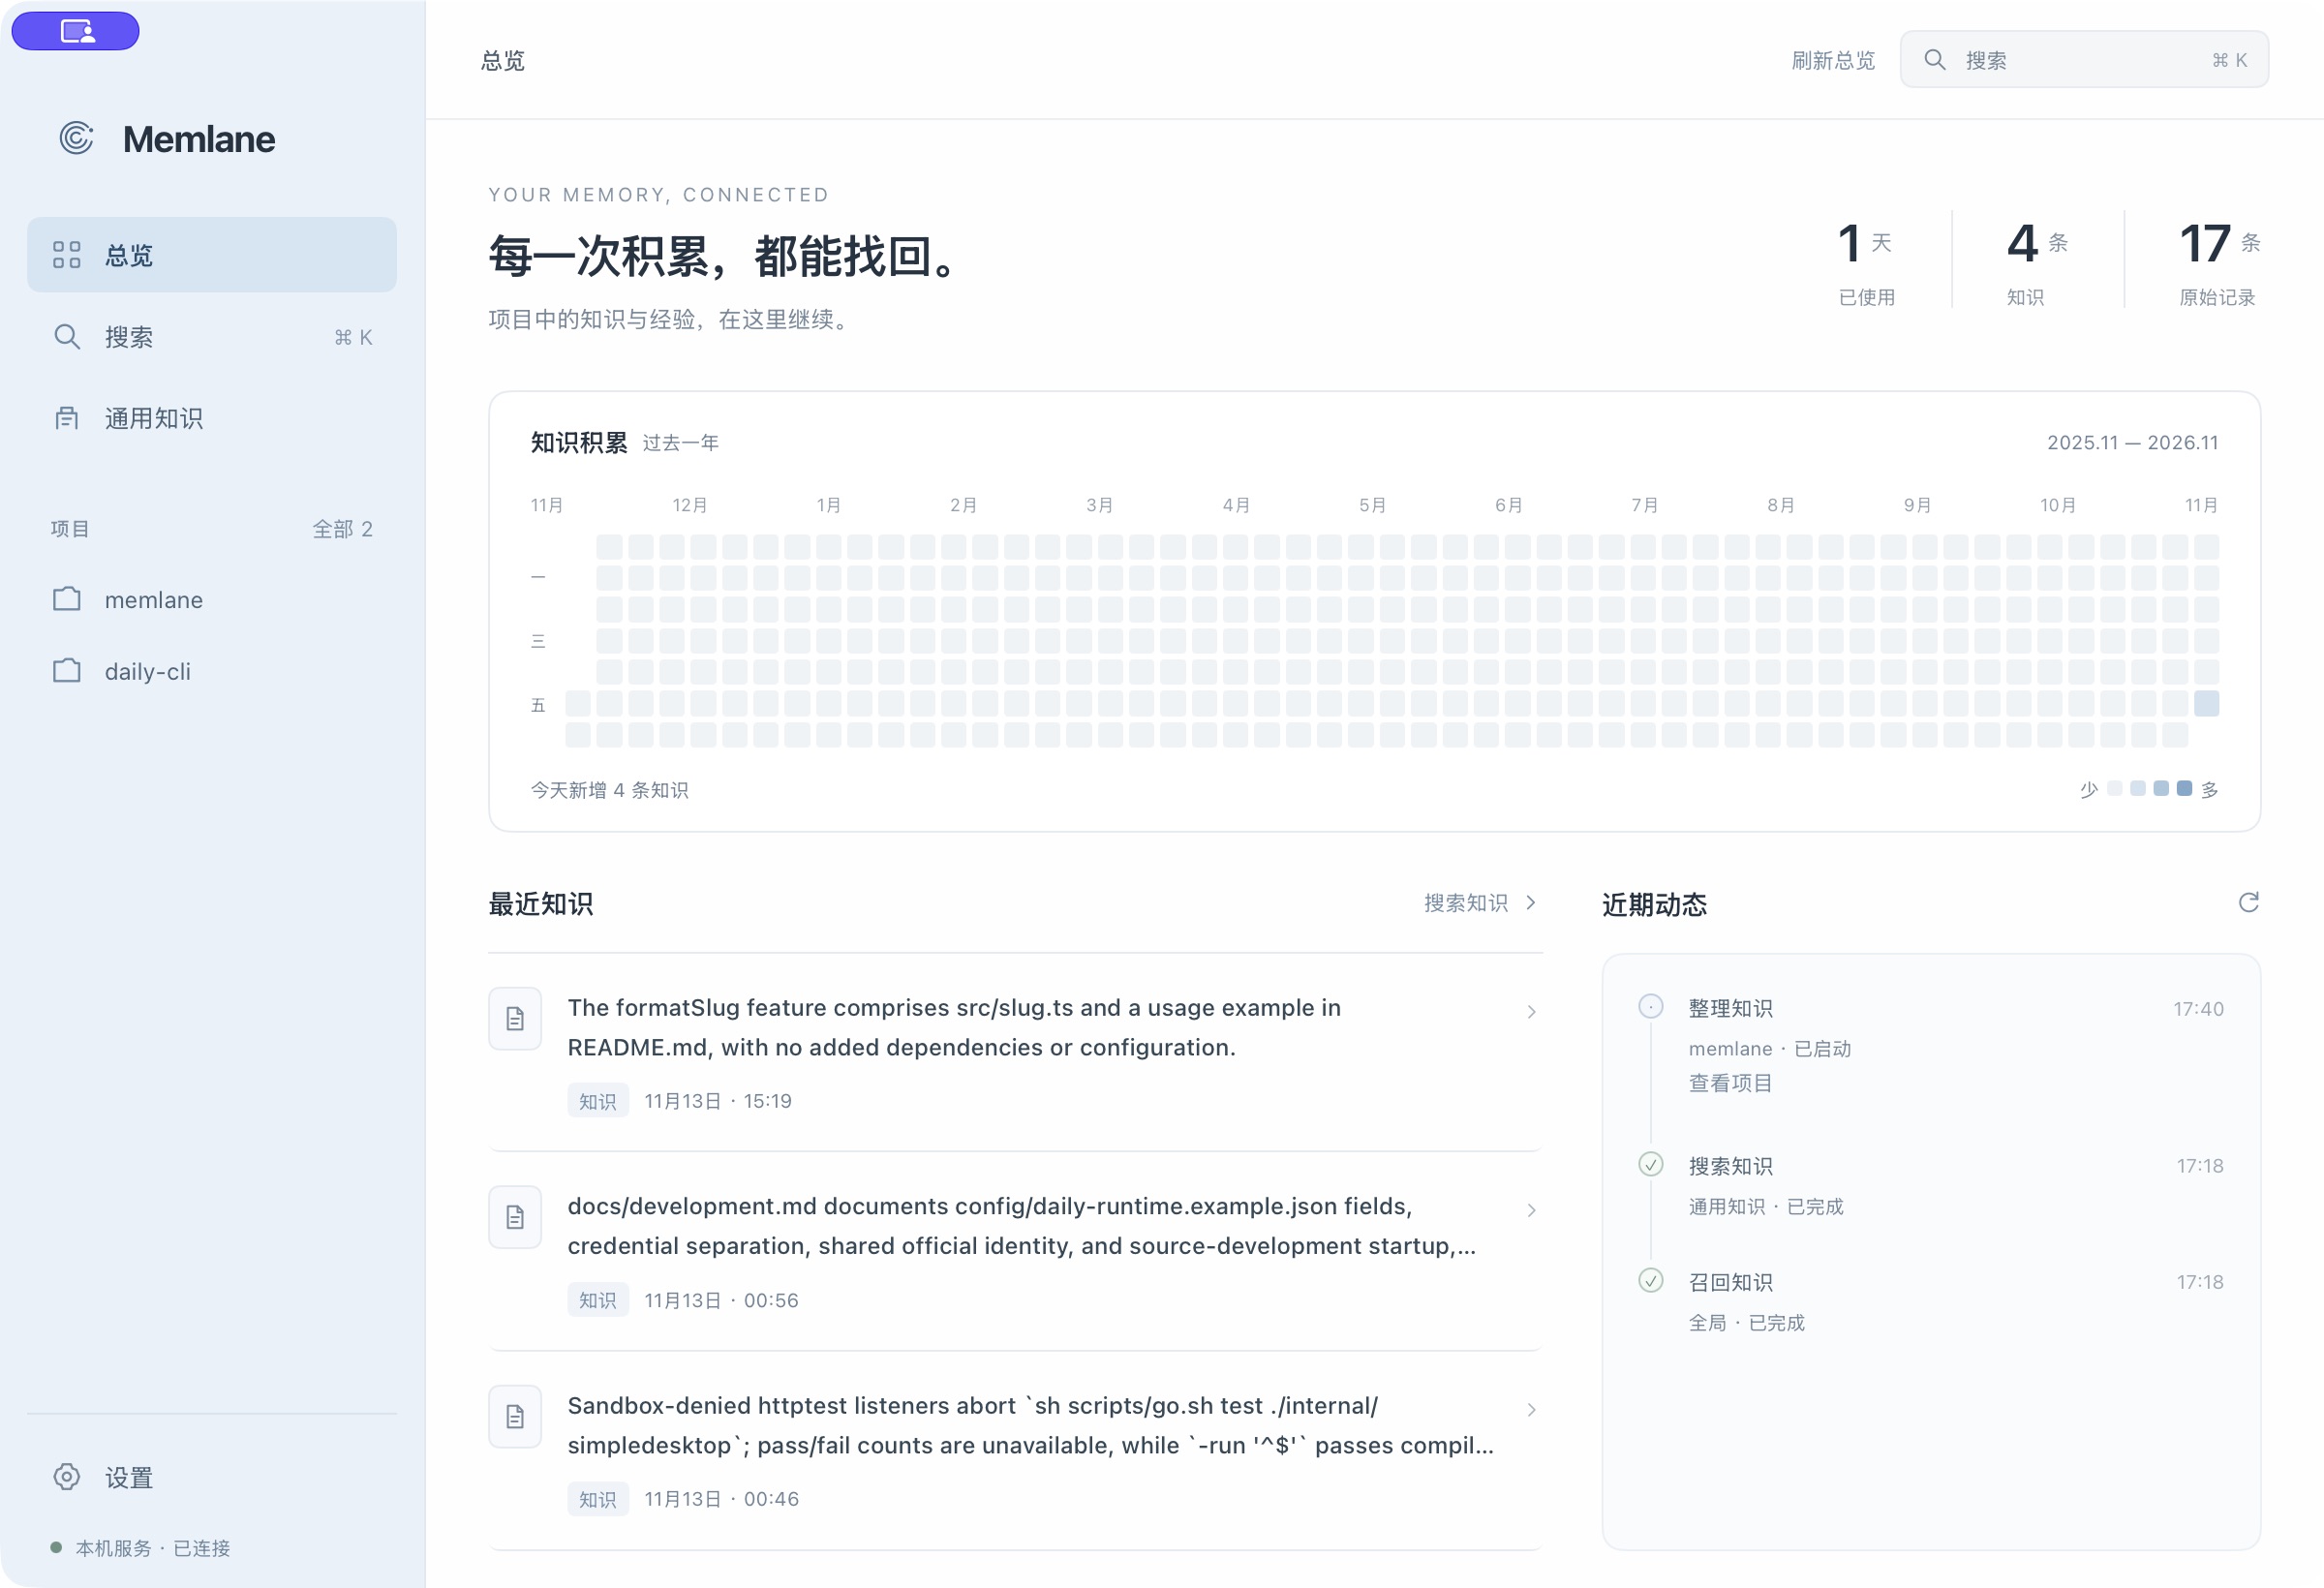 Memlane
总览
搜索 ⌘ K
通用知识
项目 全部 2
memlane
daily-cli
设置
本机服务 · 已连接
总览
刷新总览
搜索 ⌘ K
YOUR MEMORY, CONNECTED
每一次积累，都能找回。
项目中的知识与经验，在这里继续。
1 天
已使用
4 条
知识
17 条
原始记录
知识积累 过去一年
2025.11 — 2026.11
11月 12月 1月 2月 3月 4月 5月 6月 7月 8月 9月 10月 11月
一
三
五
今天新增 4 条知识
少 多
最近知识
搜索知识
The formatSlug feature comprises src/slug.ts and a usage example in
README.md, with no added dependencies or configuration.
知识 11月13日 · 15:19
docs/development.md documents config/daily-runtime.example.json fields,
credential separation, shared official identity, and source-development startup,...
知识 11月13日 · 00:56
Sandbox-denied httptest listeners abort `sh scripts/go.sh test ./internal/
simpledesktop`; pass/fail counts are unavailable, while `-run '^$'` passes compil...
知识 11月13日 · 00:46
近期动态
整理知识 17:40
memlane · 已启动
查看项目
搜索知识 17:18
通用知识 · 已完成
召回知识 17:18
全局 · 已完成